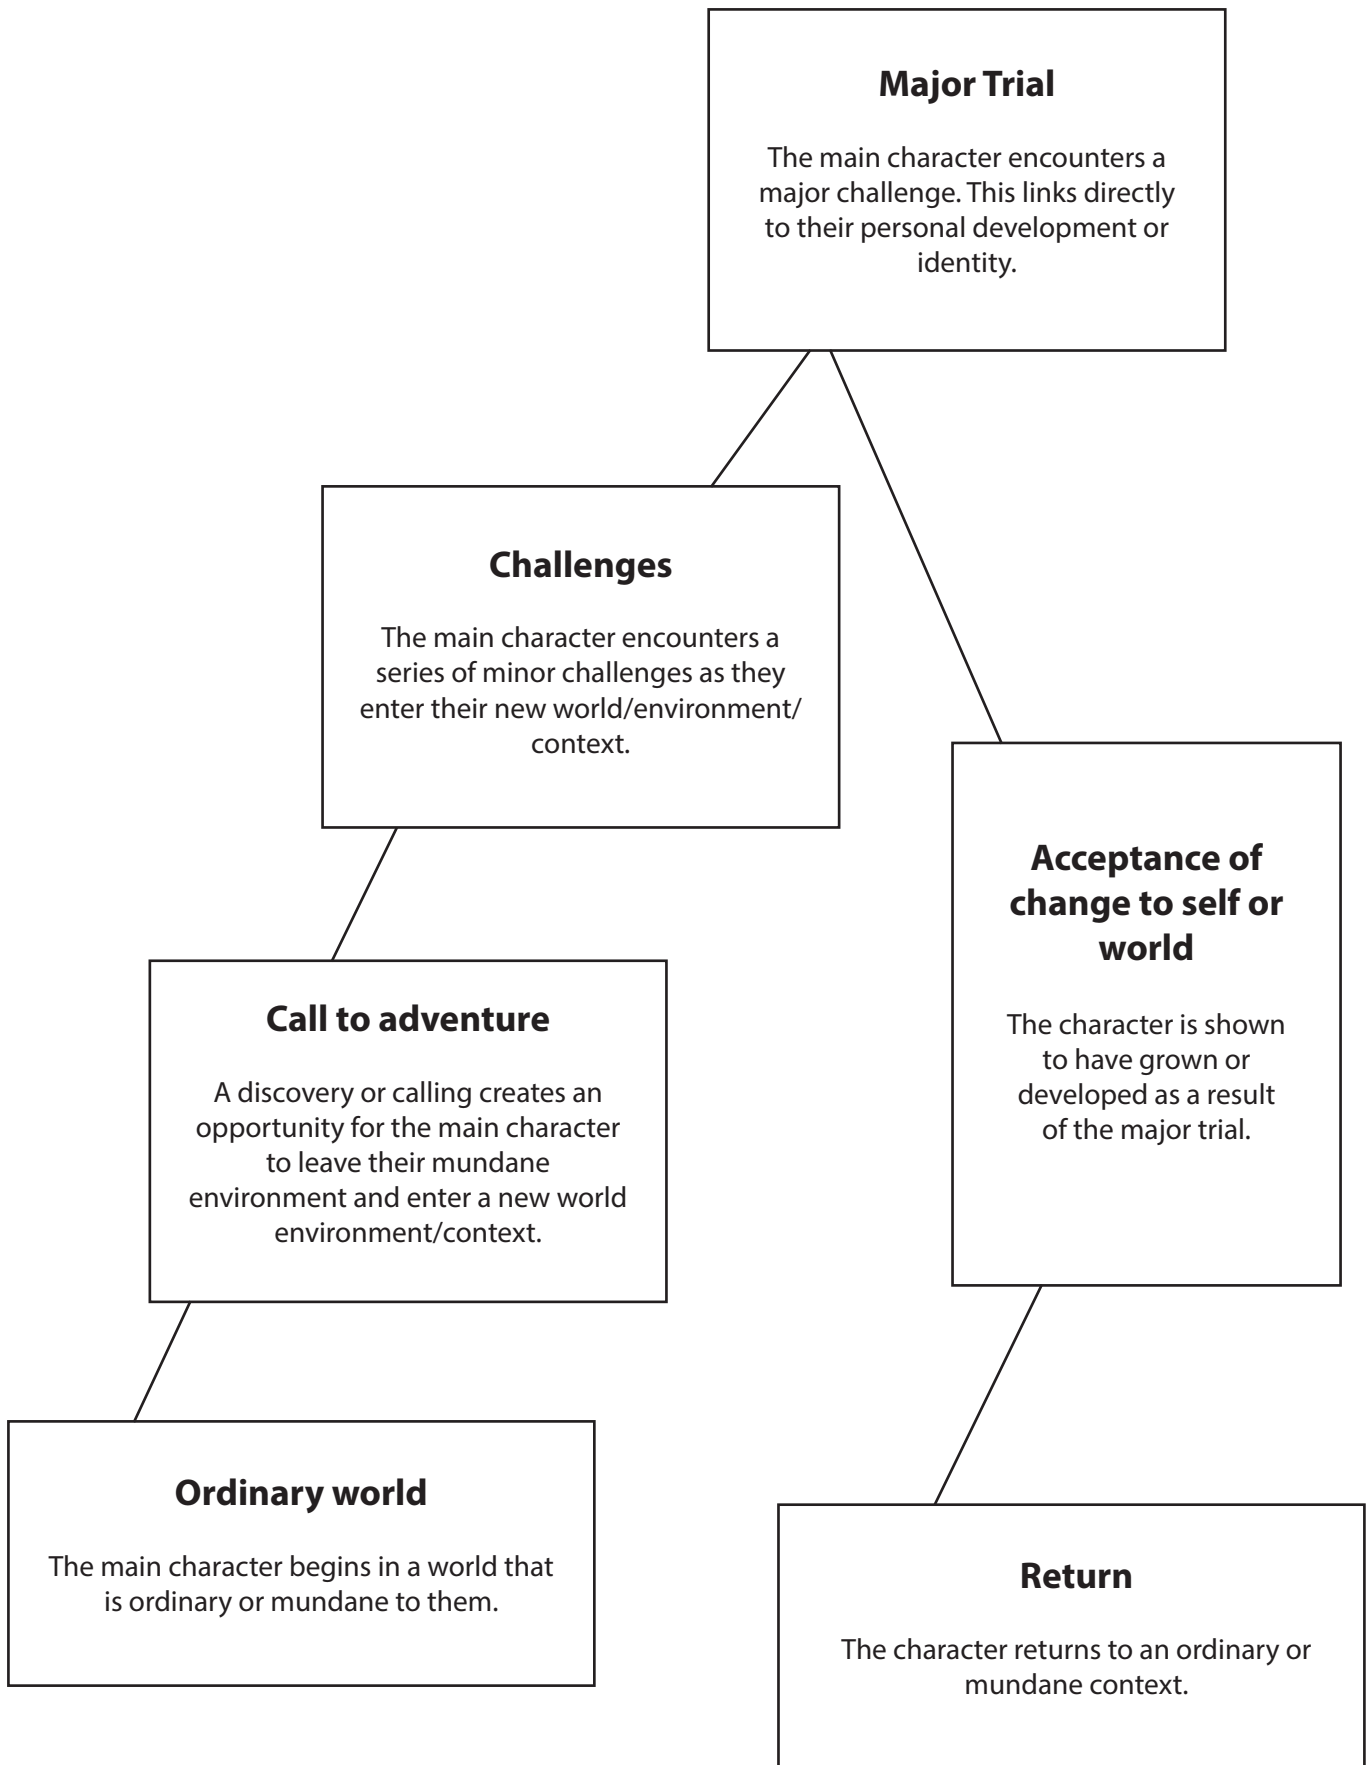 Major Trial
The main character encounters a
major challenge. This links directly
to their personal development or
identity.
Challenges
The main character encounters a
series of minor challenges as they
enter their new world/environment/
context.
Acceptance of
change to self or
world
The character is shown
to have grown or
developed as a result
of the major trial.
Call to adventure
A discovery or calling creates an
opportunity for the main character
to leave their mundane
environment and enter a new world
environment/context.
Ordinary world
The main character begins in a world that
is ordinary or mundane to them.
Return
The character returns to an ordinary or
mundane context.